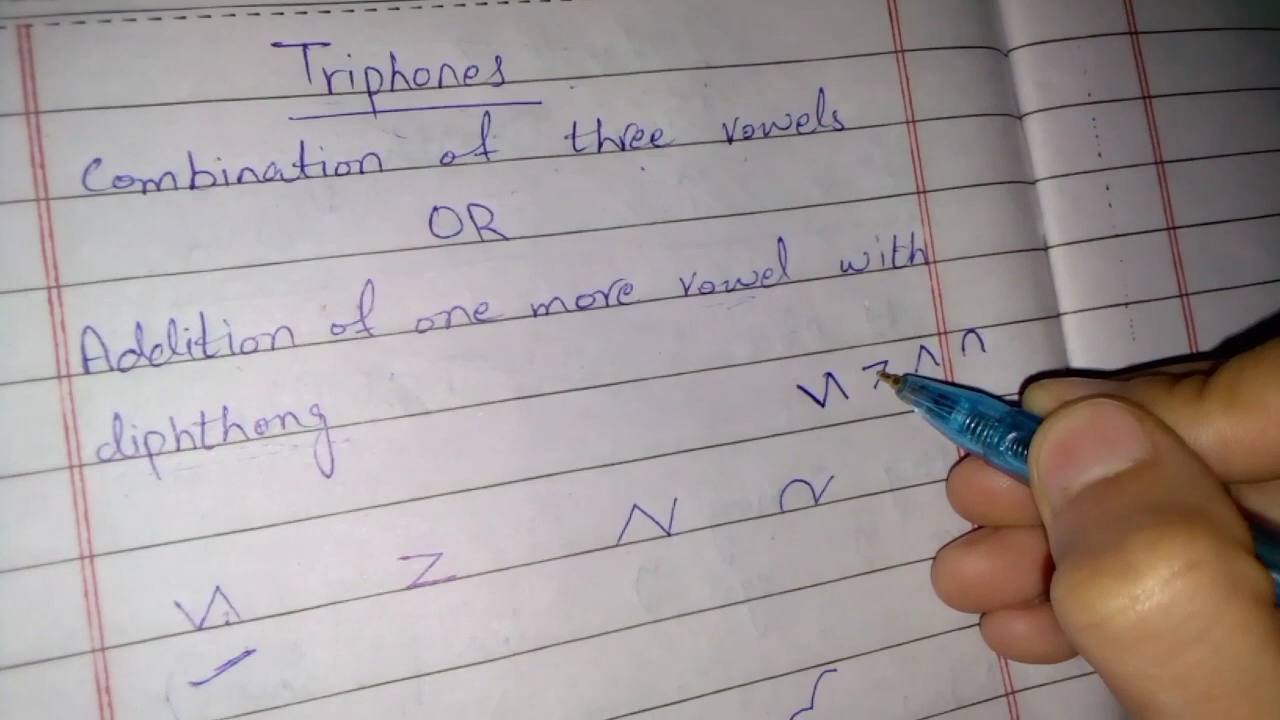 Triphones
Combination of three vowels
OR
Addition of one more vowel with
diphthong